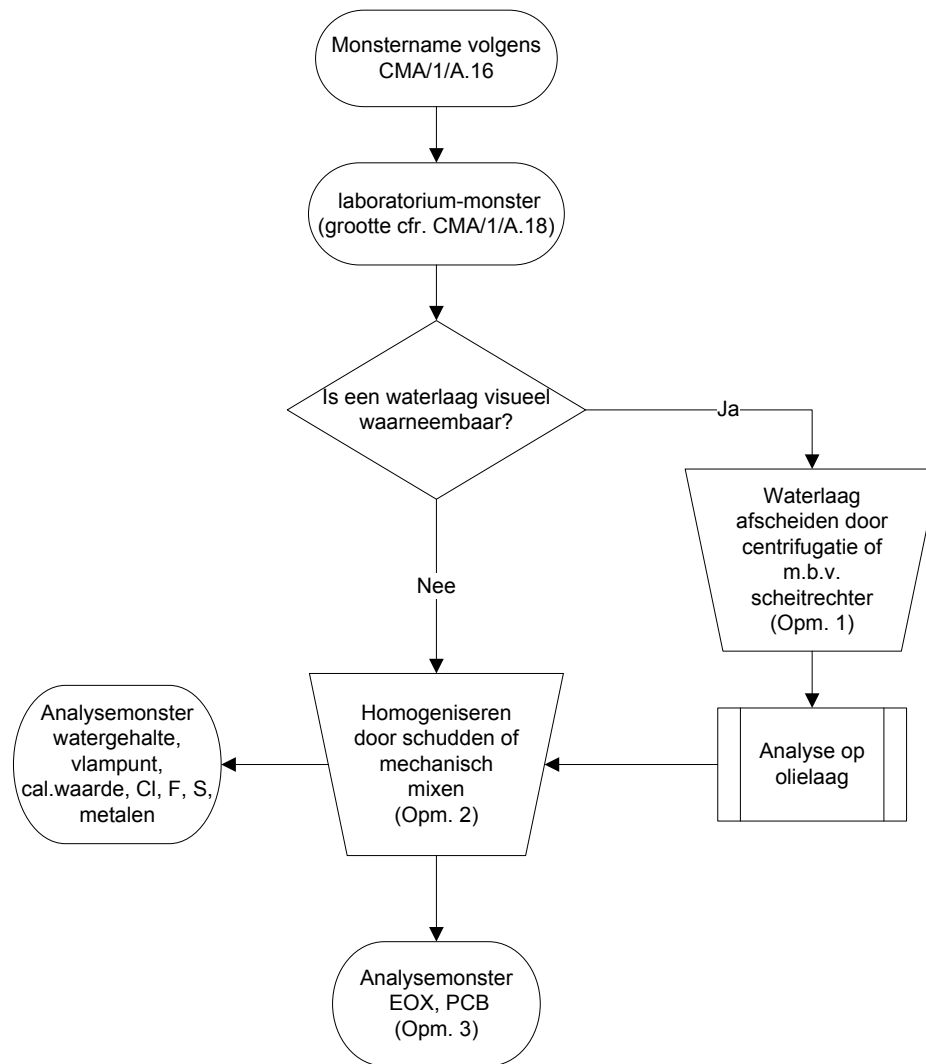 Monstername volgens
CMA/1/A.16
laboratorium-monster
(grootte cfr. CMA/1/A.18)
Is een waterlaag visueel
waarneembaar?
Ja
Waterlaag
afscheiden door
centrifugatie of
m.b.v.
scheitrechter
(Opm. 1)
Nee
Analysemonster
watergehalte,
vlampunt,
cal.waarde, Cl, F, S,
metalen
Homogeniseren
door schudden of
mechanisch
mixen
(Opm. 2)
Analyse op
olielaag
Analysemonster
EOX, PCB
(Opm. 3)